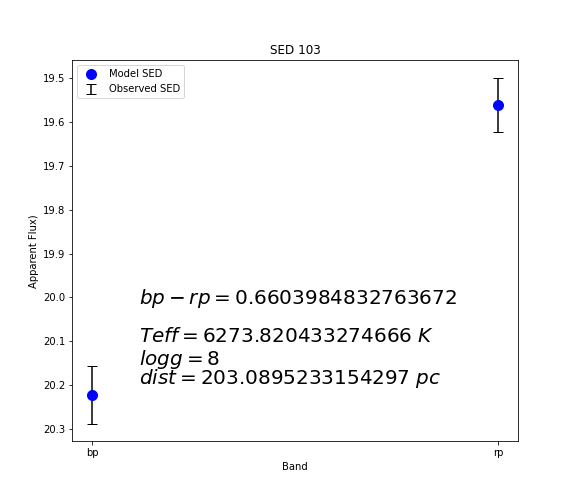 SED 103
Model SED
Observed SED
19.5
19.6
19.7
19.8
19.9
20.0
20.1
20.2
20.3
Apparent Flux)
bp − rp = 0.6603984832763672
Teff = 6273.820433274666 K
logg = 8
dist = 203.0895233154297 pc
bp
rp
Band